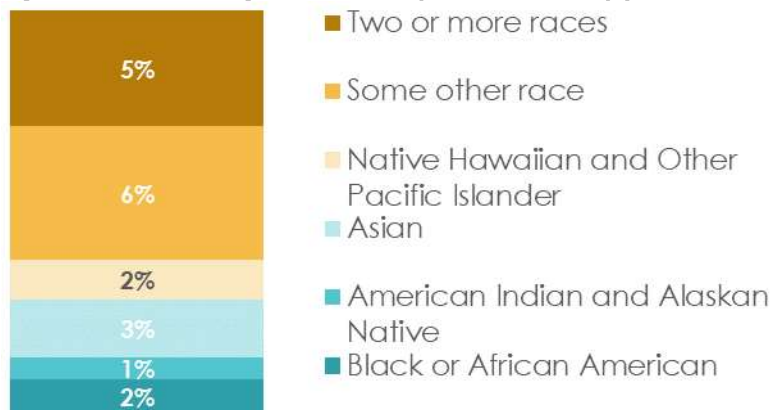 5%
6%
2%
3%
1%
2%
Two or more races
Some other race
Native Hawaiian and Other
Pacific Islander
Asian
American Indian and Alaskan
Native
Black or African American